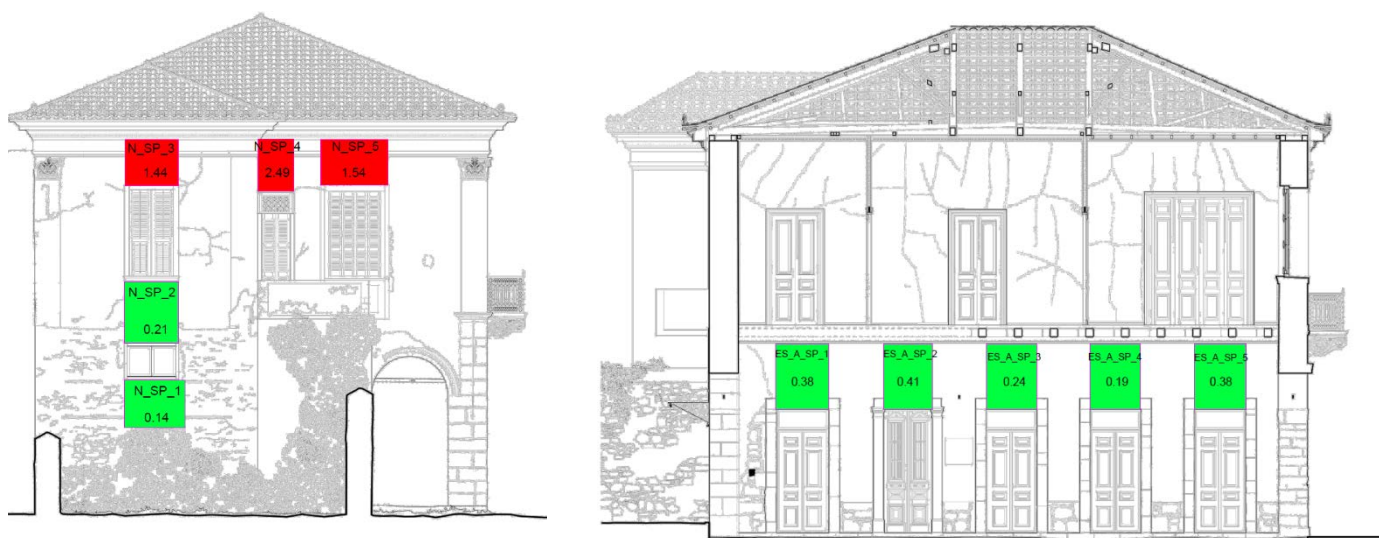 N_SP_3
1.44
N_SP_4
2.49
N_SP_5
1.54
N_SP_2
0.21
N_SP_1
0.14
ES_A_SP_1
0.38
ES_A_SP_2
0.41
ES_A_SP_3
0.24
ES_A_SP_4
0.19
ES_A_SP_5
0.38